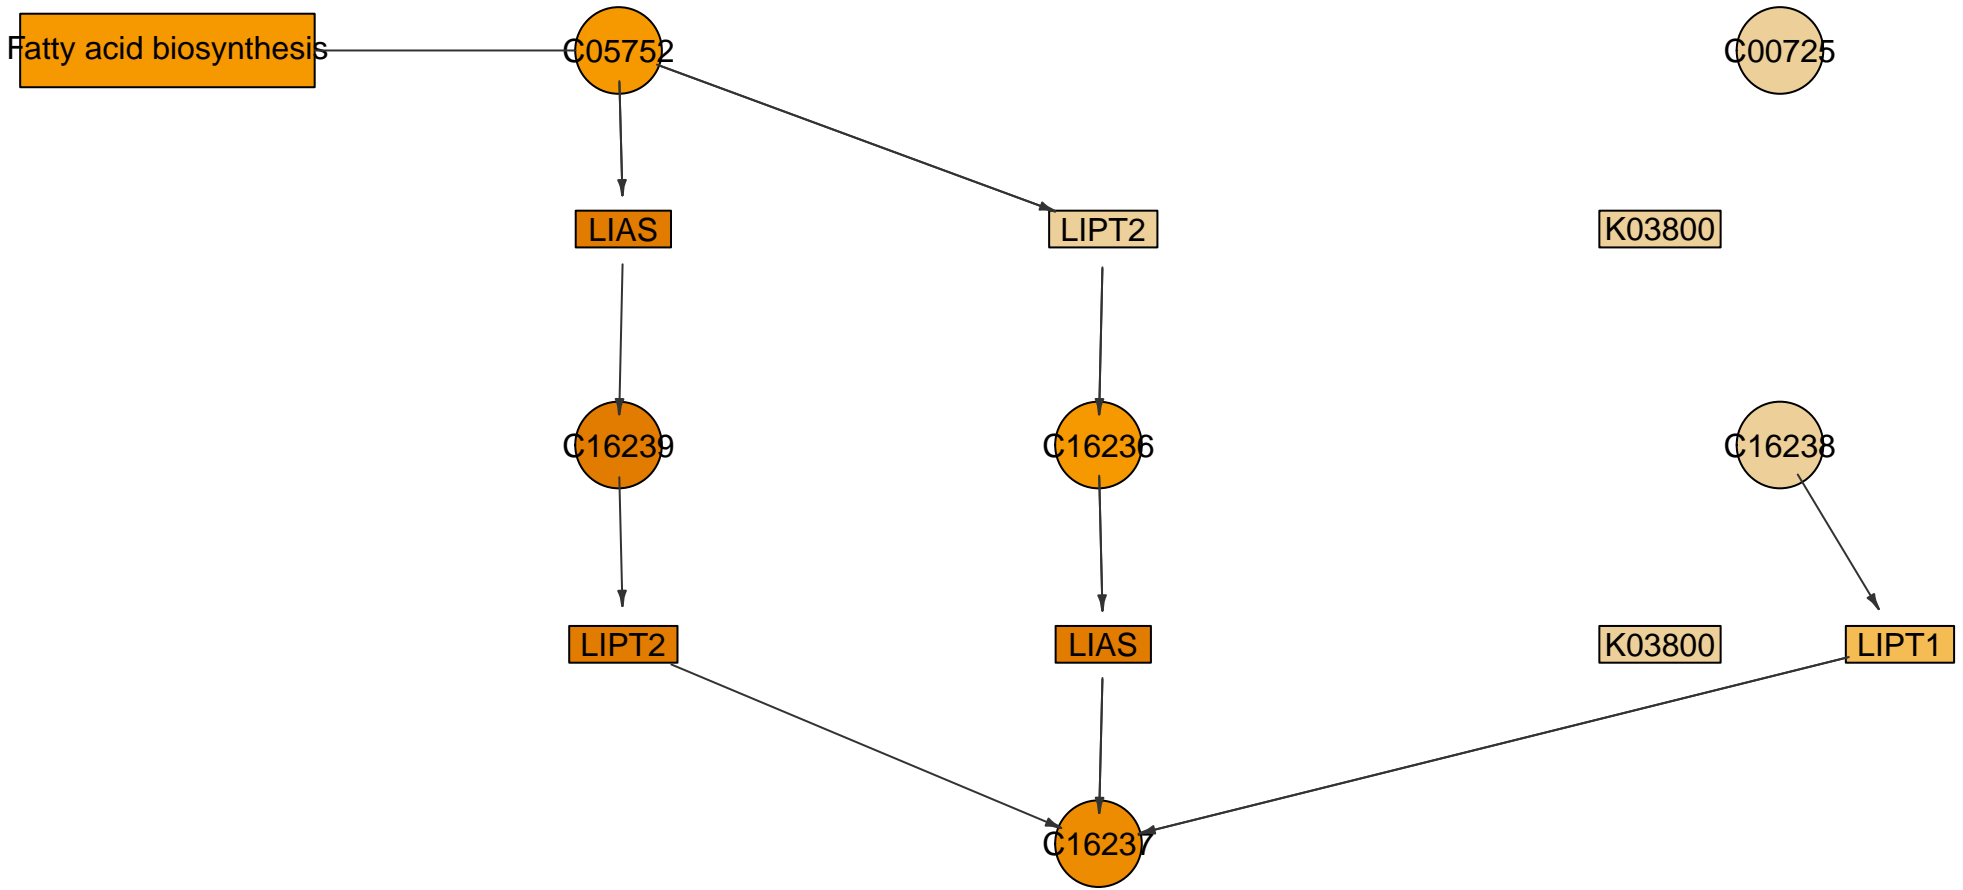 Fatty acid biosynthesis
C05752
C00725
LIAS
LIPT2
K03800
C16239
C16236
C16238
LIPT2
LIAS
K03800
LIPT1
C16237